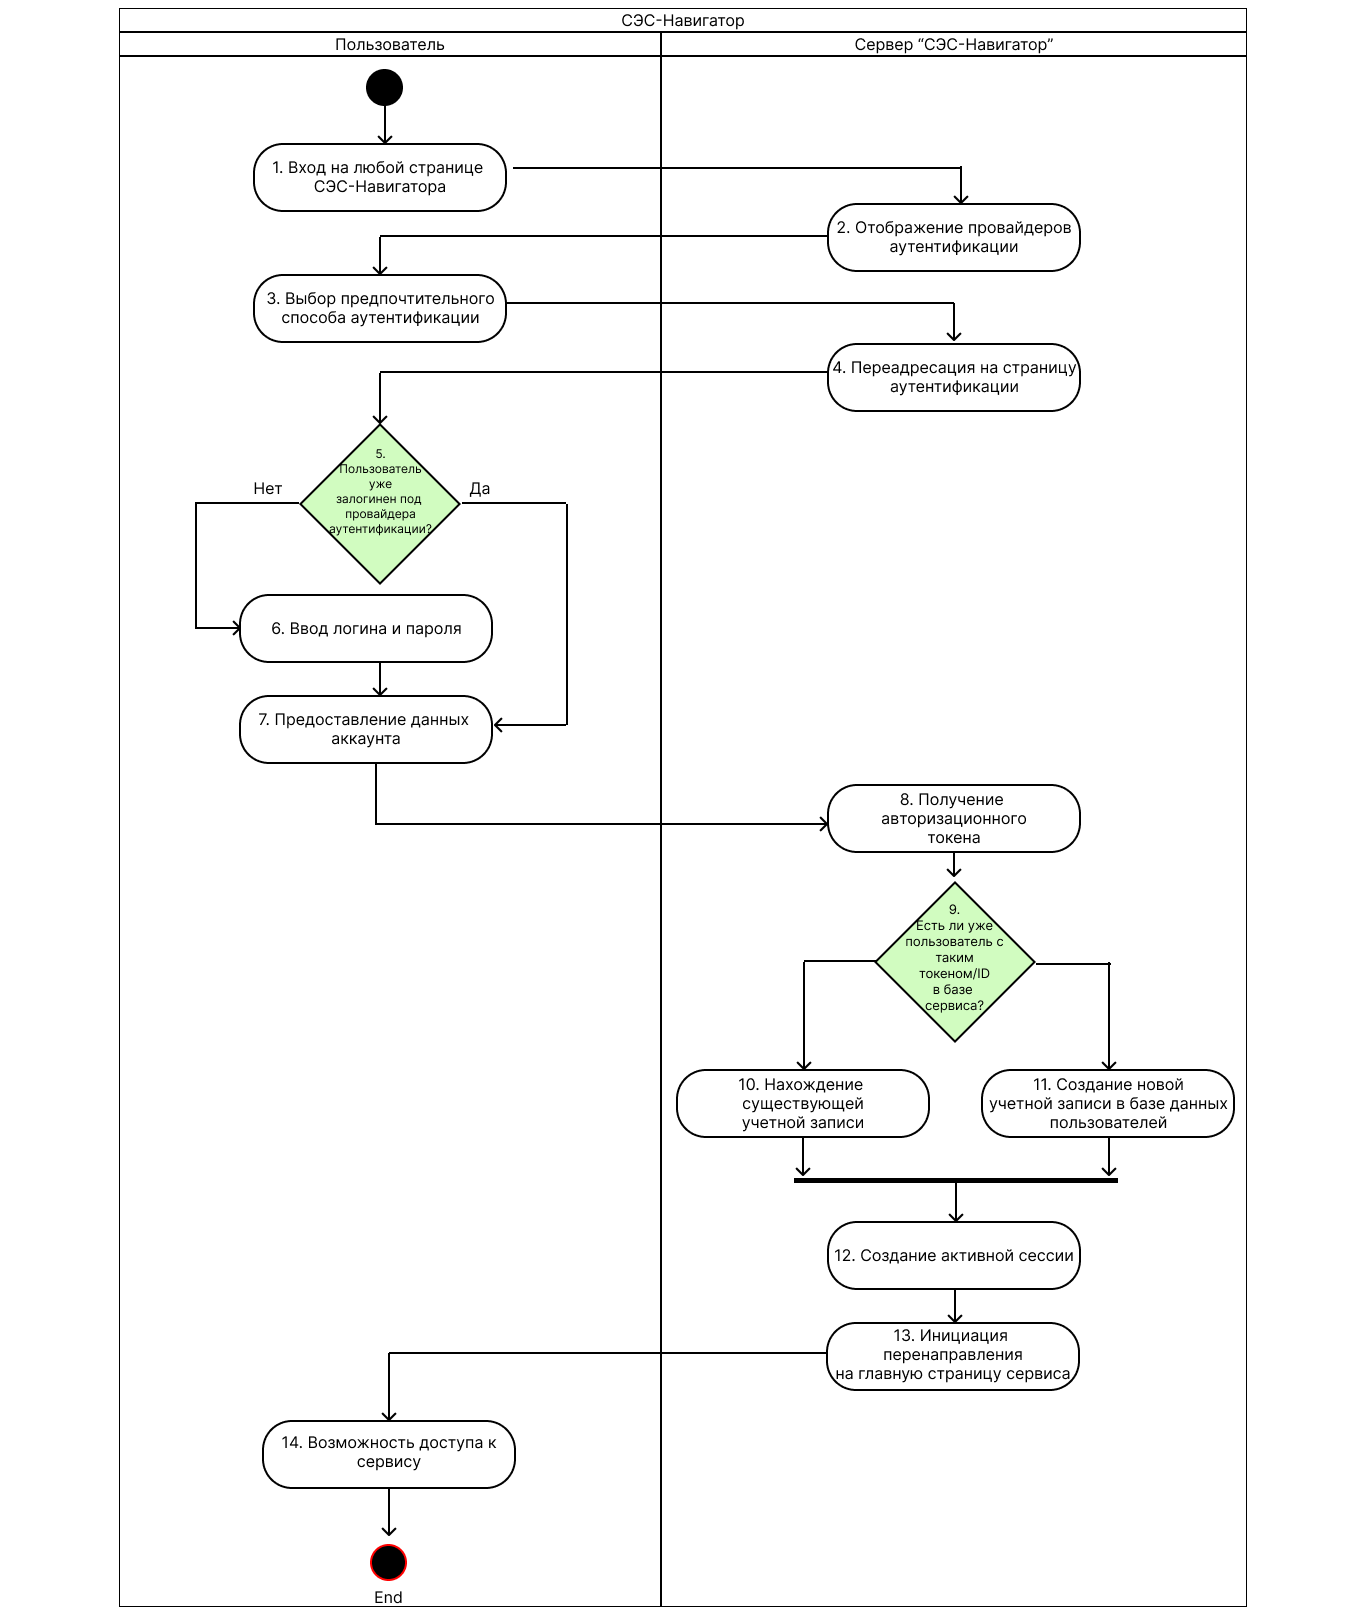 СЭС-Навигатор
Пользователь
Сервер “СЭС-Навигатор”
1. Вход на любой странице
СЭС-Навигатора
2. Отображение провайдеров
аутентификации
3. Выбор предпочтительного
способа аутентификации
4. Переадресация на страницу
аутентификации
5.
Пользователь
уже
залогинен под
провайдера
аутентификации?
Нет
Да
6. Ввод логина и пароля
7. Предоставление данных
аккаунта
8. Получение
авторизационного
токена
9.
Есть ли уже
пользователь с
таким
токеном/ID
в базе
сервиса?
10. Нахождение
существующей
учетной записи
11. Создание новой
учетной записи в базе данных
пользователей
12. Создание активной сессии
13. Инициация
перенаправления
на главную страницу сервиса
14. Возможность доступа к
сервису
End